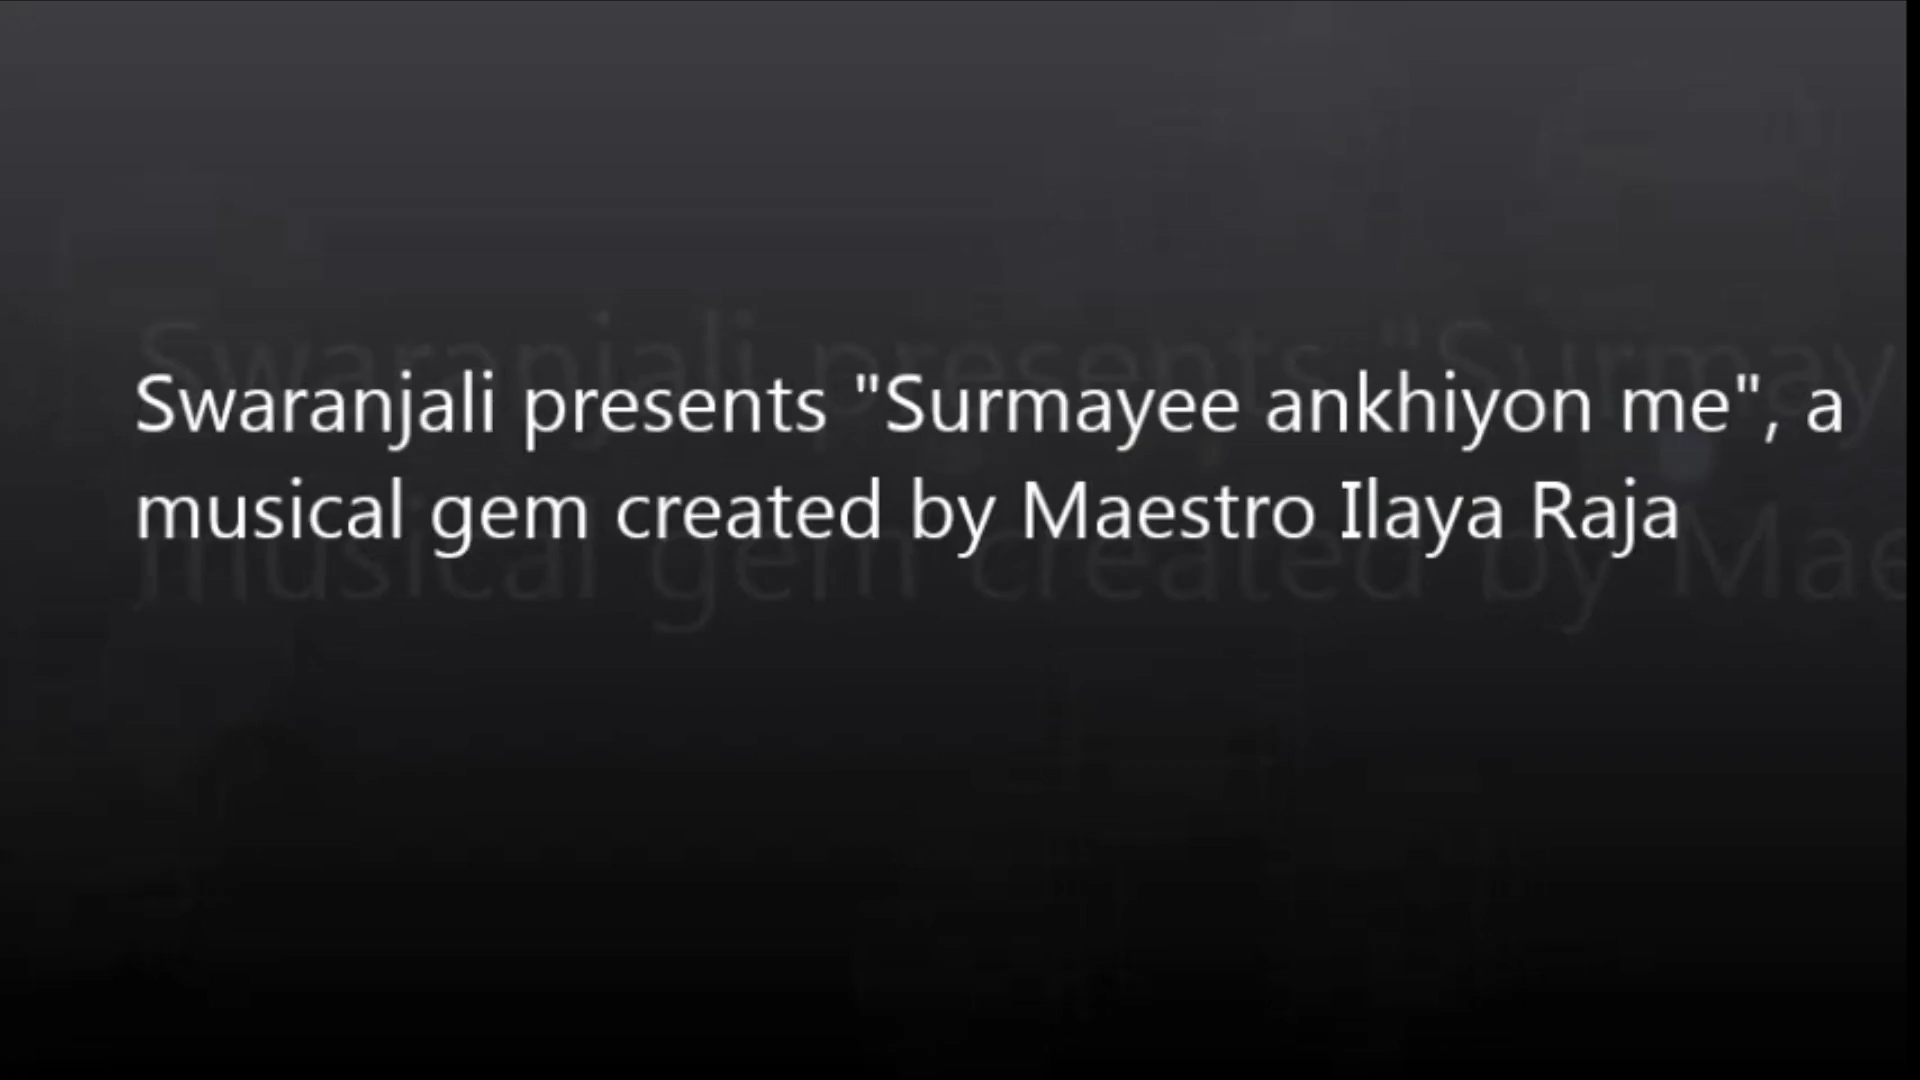 Swaranjali presents "Surmayee ankhiyon me", a
musical gem created by Maestro Ilaya Raja